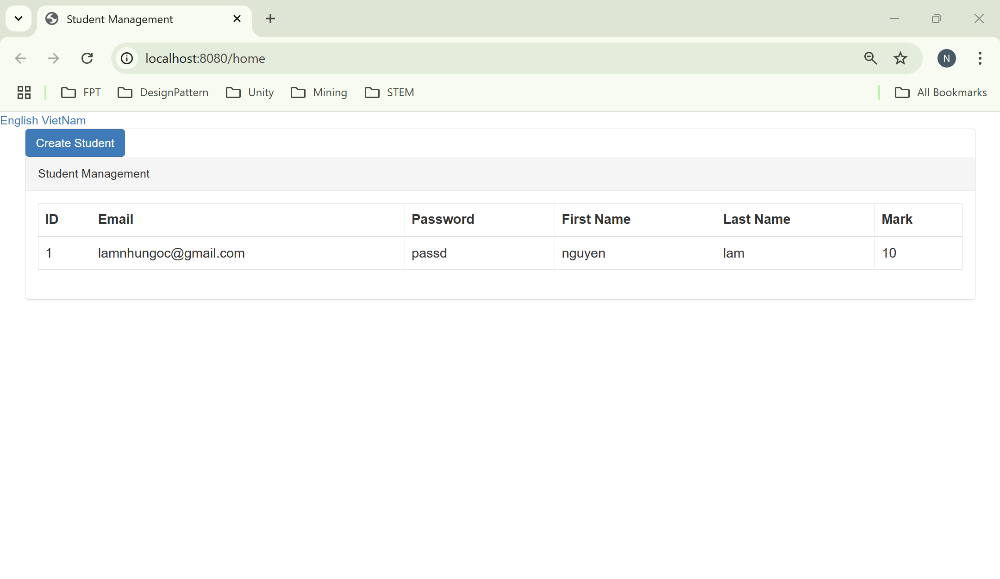 Student Management
localhost:8080/home
N
FPT DesignPattern Unity Mining STEM All Bookmarks
English VietNam
Create Student
Student Management
ID Email Password First Name Last Name Mark
1 lamnhungoc@gmail.com passd nguyen lam 10